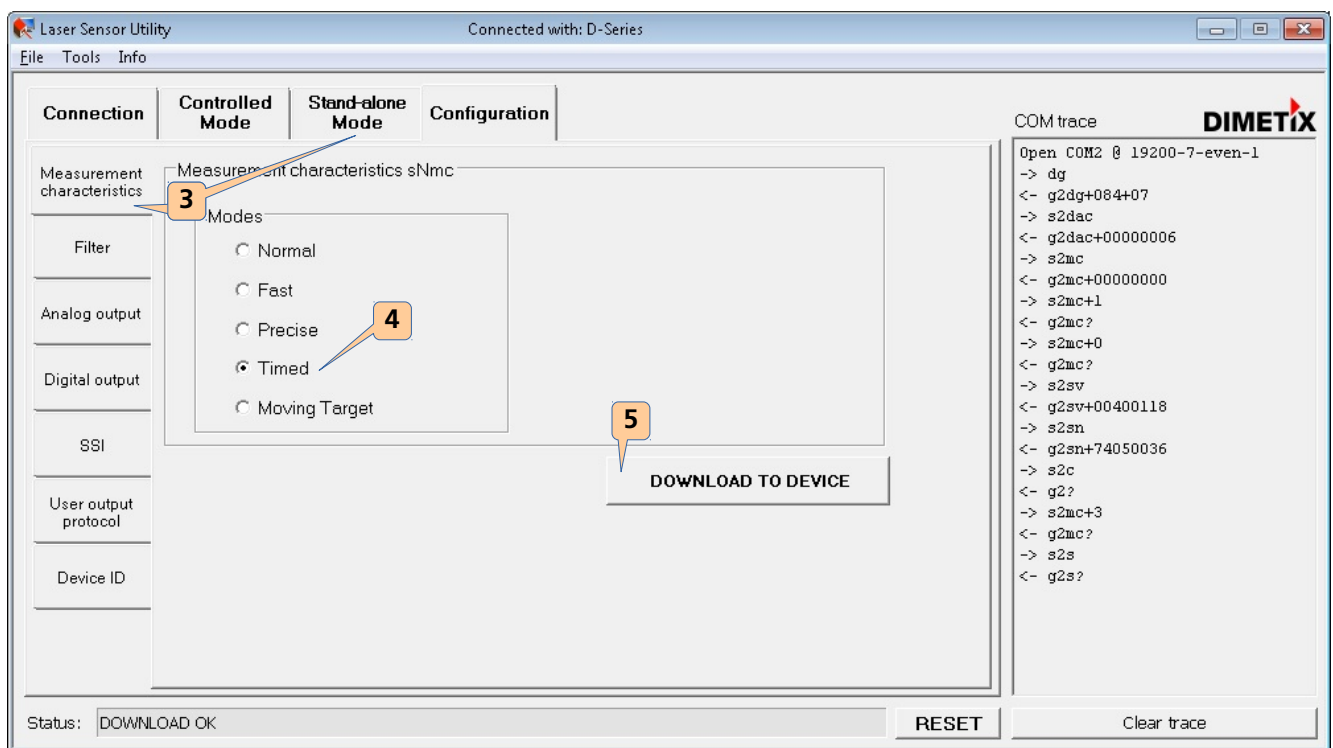 Laser Sensor Utility
Connected with: D-Series
File Tools Info
Connection
Controlled
Mode
Stand-alone
Mode
Configuration
Measurement
characteristics
Filter
Analog output
Digital output
SSI
User output
protocol
Device ID
Measurement characteristics sNmc
3
Modes
Normal
Fast
Precise
4
Timed
Moving Target
5
DOWNLOAD TO DEVICE
COM trace
DIMETIX
Open COM2 @ 19200-7-even-1
-> dg
<- g2dg+084+07
-> s2dac
<- g2dac+00000006
-> s2mc
<- g2mc+00000000
-> s2mc+1
<- g2mc?
-> s2mc+0
<- g2mc?
-> s2sv
<- g2sv+00400118
-> s2sn
<- g2sn+74050036
-> s2c
<- g2?
-> s2mc+3
<- g2mc?
-> s2s
<- g2s?
Status: DOWNLOAD OK
RESET
Clear trace